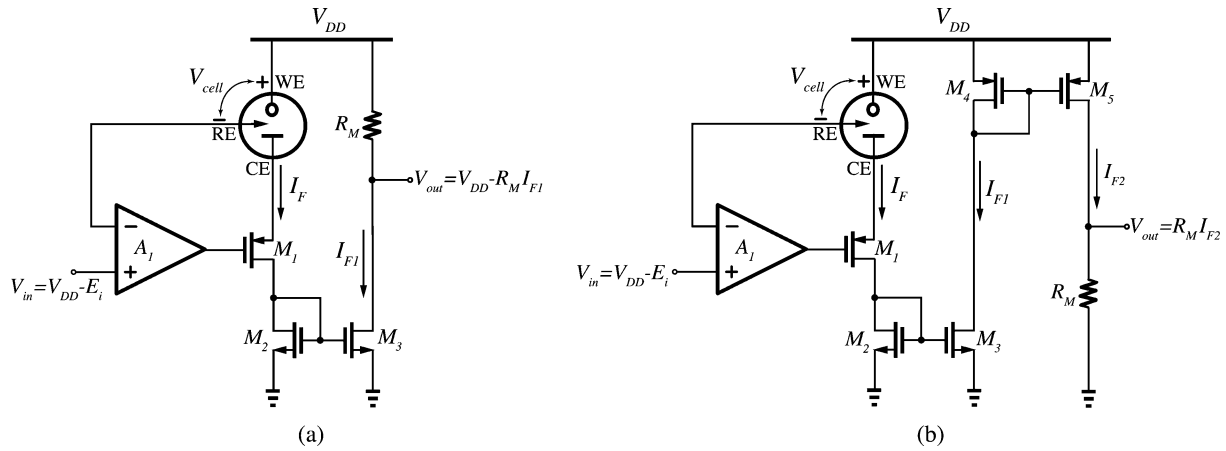 V_DD
V_cell
+
WE
−
RE
CE
R_M
I_F
V_out=V_DD-R_M I_F1
−
A_1
+
M_1
I_F1
V_in=V_DD-E_i
M_2
M_3
(a)
V_DD
V_cell
+
WE
−
RE
CE
M_4
M_5
I_F
I_F1
I_F2
−
A_1
+
M_1
V_out=R_M I_F2
V_in=V_DD-E_i
R_M
M_2
M_3
(b)